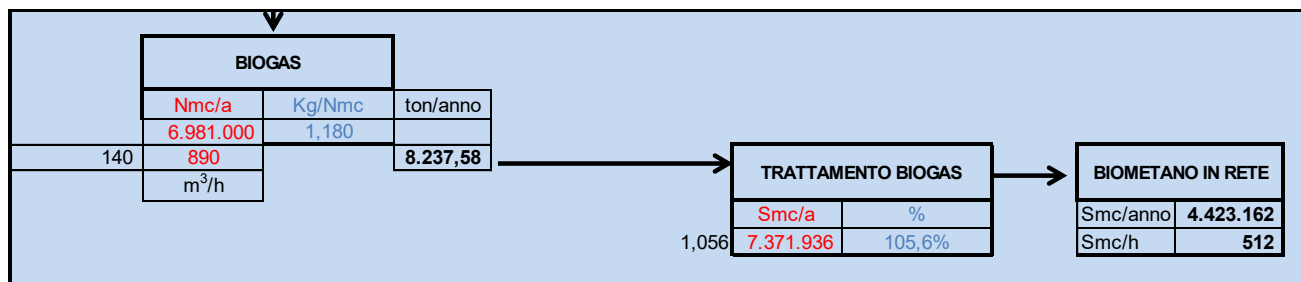 BIOGAS
Nmc/a Kg/Nmc ton/anno
6.981.000 1,180
140 890 8.237,58
m³/h
TRATTAMENTO BIOGAS BIOMETANO IN RETE
Smc/a % Smc/anno 4.423.162
1,056 7.371.936 105,6% Smc/h 512